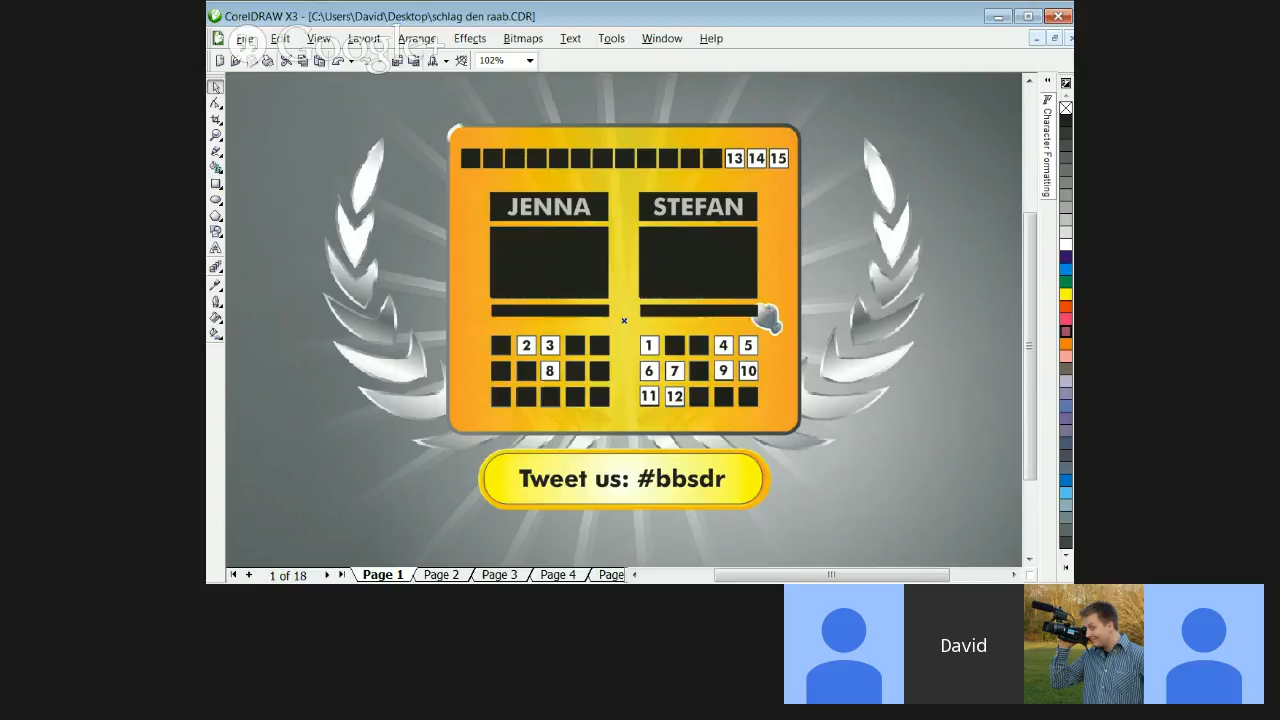 CorelDRAW X3 - [C:\Users\David\Desktop\schlag den raab.CDR]
File Edit View Layout Arrange Effects Bitmaps Text Tools Window Help
Google+
102%
Character Formatting
13 14 15
JENNA STEFAN
2 3 1 4 5
8 6 7 9 10
11 12
Tweet us: #bbsdr
1 of 18 Page 1 Page 2 Page 3 Page 4 Page
David